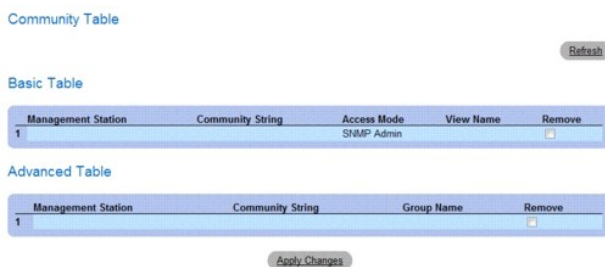 Community Table
Refresh
Basic Table
Management Station Community String Access Mode View Name Remove
1 SNMP Admin
Advanced Table
Management Station Community String Group Name Remove
1
Apply Changes